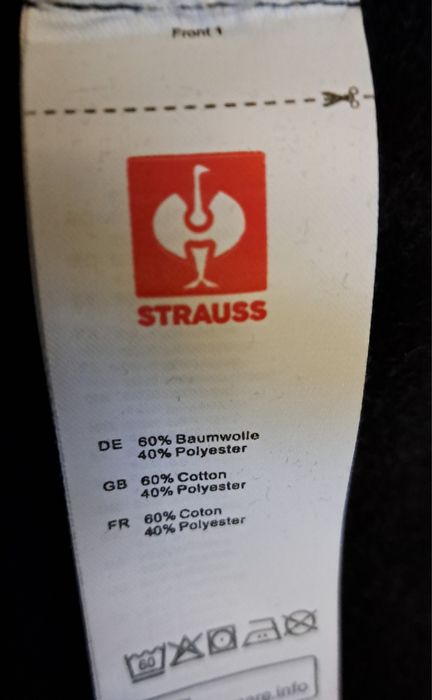 Front 1
STRAUSS
DE 60% Baumwolle
40% Polyester
GB 60% Cotton
40% Polyester
FR 60% Coton
40% Polyester
60